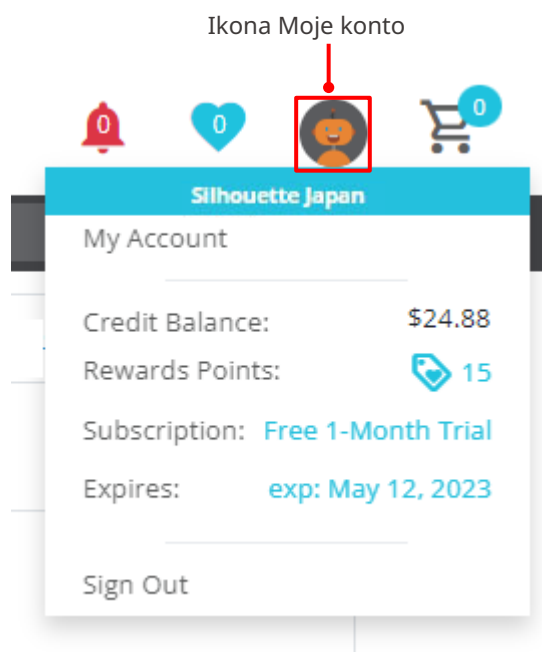 Ikona Moje konto
0
0
0
Silhouette Japan
My Account
Credit Balance: $24.88
Rewards Points: 15
Subscription: Free 1-Month Trial
Expires: exp: May 12, 2023
Sign Out